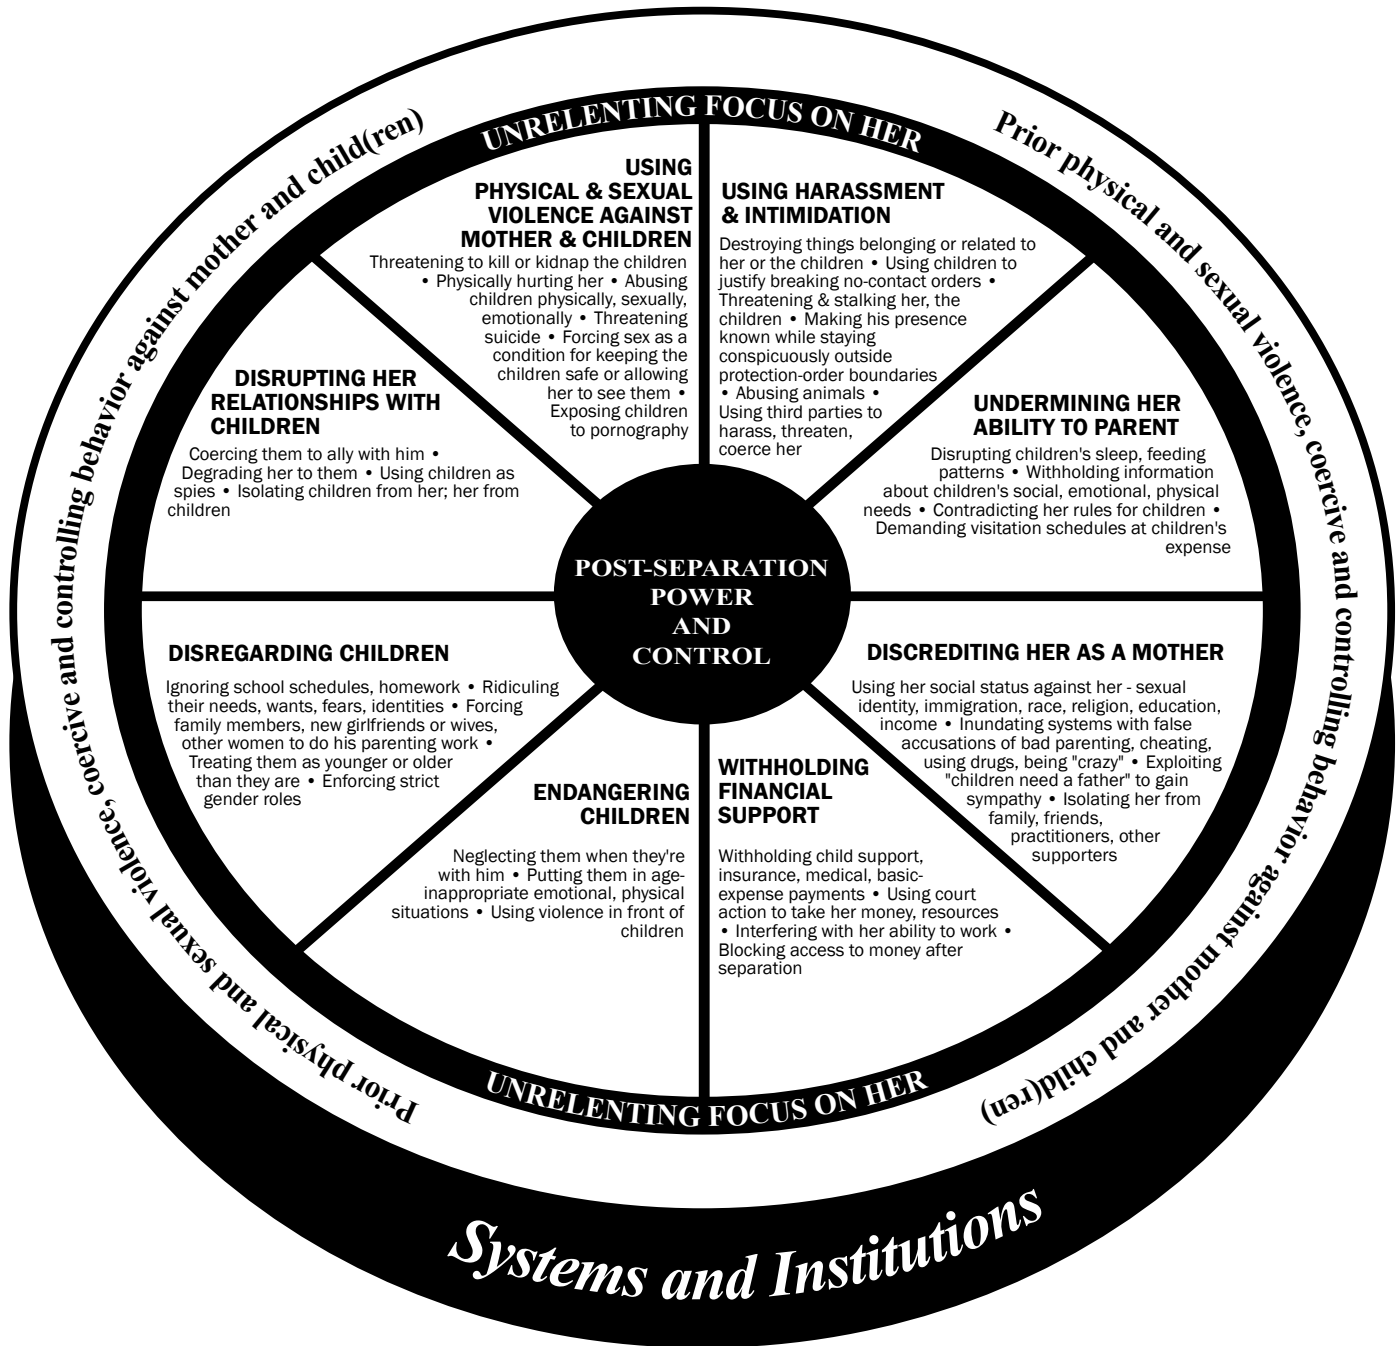 Prior physical and sexual violence, coercive and controlling behavior against mother and child(ren)
Prior physical and sexual violence, coercive and controlling behavior against mother and child(ren)
UNRELENTING FOCUS ON HER
USING
PHYSICAL & SEXUAL
VIOLENCE AGAINST
MOTHER & CHILDREN
Threatening to kill or kidnap the children
• Physically hurting her • Abusing
children physically, sexually,
emotionally • Threatening
suicide • Forcing sex as a
condition for keeping the
children safe or allowing
her to see them •
Exposing children
to pornography
USING HARASSMENT
& INTIMIDATION
Destroying things belonging or related to
her or the children • Using children to
justify breaking no-contact orders •
Threatening & stalking her, the
children • Making his presence
known while staying
conspicuously outside
protection-order boundaries
• Abusing animals •
Using third parties to
harass, threaten,
coerce her
UNDERMINING HER
ABILITY TO PARENT
Disrupting children's sleep, feeding
patterns • Withholding information
about children's social, emotional, physical
needs • Contradicting her rules for children •
Demanding visitation schedules at children's
expense
DISCREDITING HER AS A MOTHER
Using her social status against her - sexual
identity, immigration, race, religion, education,
income • Inundating systems with false
accusations of bad parenting, cheating,
using drugs, being "crazy" • Exploiting
"children need a father" to gain
sympathy • Isolating her from
family, friends,
practitioners, other
supporters
WITHHOLDING
FINANCIAL
SUPPORT
Withholding child support,
insurance, medical, basic-
expense payments • Using court
action to take her money, resources
• Interfering with her ability to work •
Blocking access to money after
separation
ENDANGERING
CHILDREN
Neglecting them when they're
with him • Putting them in age-
inappropriate emotional, physical
situations • Using violence in front of
children
DISREGARDING CHILDREN
Ignoring school schedules, homework • Ridiculing
their needs, wants, fears, identities • Forcing
family members, new girlfriends or wives,
other women to do his parenting work •
Treating them as younger or older
than they are • Enforcing strict
gender roles
DISRUPTING HER
RELATIONSHIPS WITH
CHILDREN
Coercing them to ally with him •
Degrading her to them • Using children as
spies • Isolating children from her; her from
children
POST-SEPARATION
POWER
AND
CONTROL
UNRELENTING FOCUS ON HER
Systems and Institutions